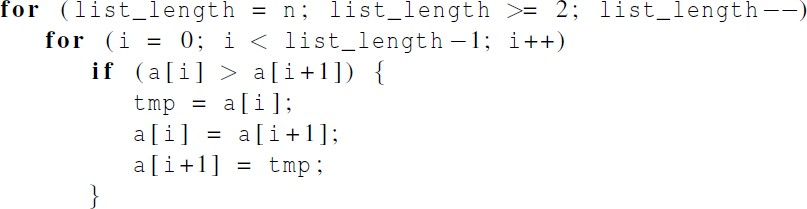 for (list_length = n; list_length >= 2; list_length--)
for (i = 0; i < list_length-1; i++)
if (a[i] > a[i+1]) {
tmp = a[i];
a[i] = a[i+1];
a[i+1] = tmp;
}